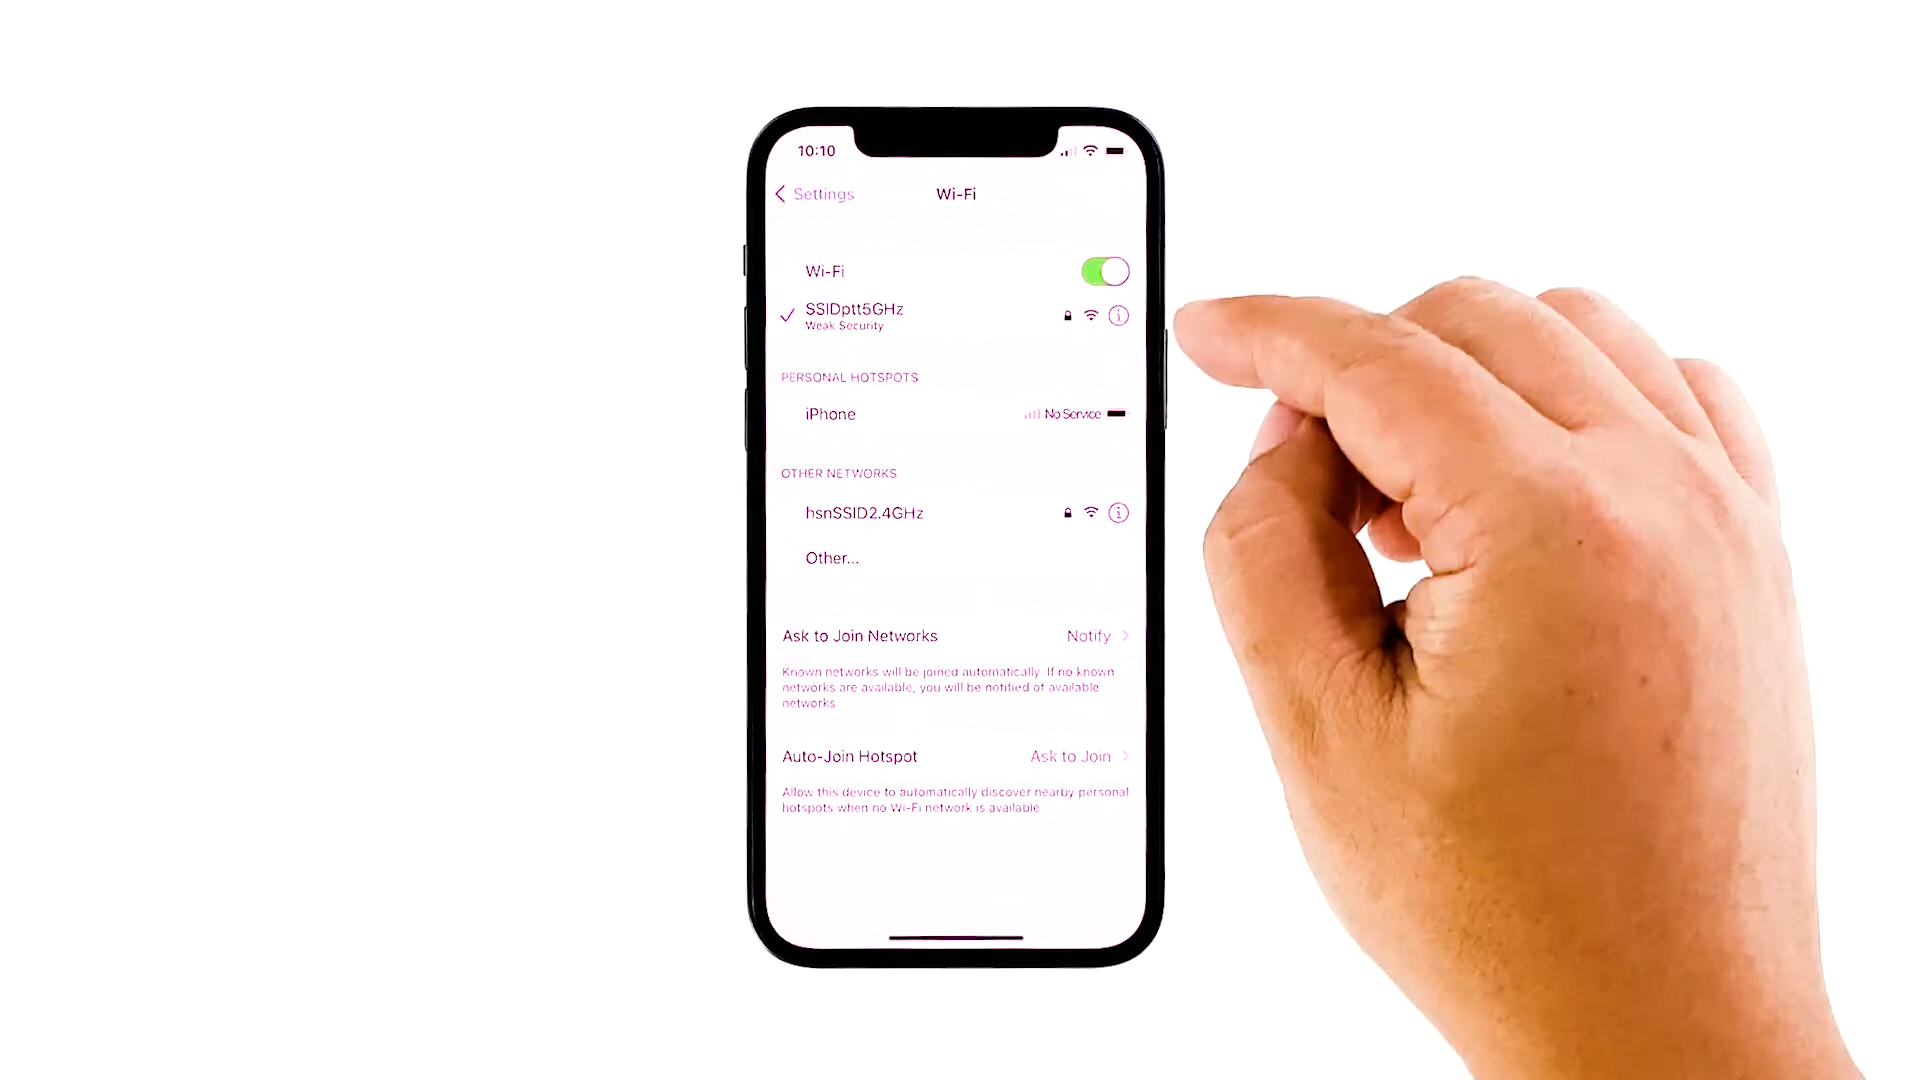 10:10
Settings
Wi-Fi
Wi-Fi
SSIDptt5GHz
Weak Security
PERSONAL HOTSPOTS
iPhone
No Service
OTHER NETWORKS
hsnSSID2.4GHz
Other...
Ask to Join Networks
Notify
Known networks will be joined automatically. If no known
networks are available, you will be notified of available
networks.
Auto-Join Hotspot
Ask to Join
Allow this device to automatically discover nearby personal
hotspots when no Wi-Fi network is available.